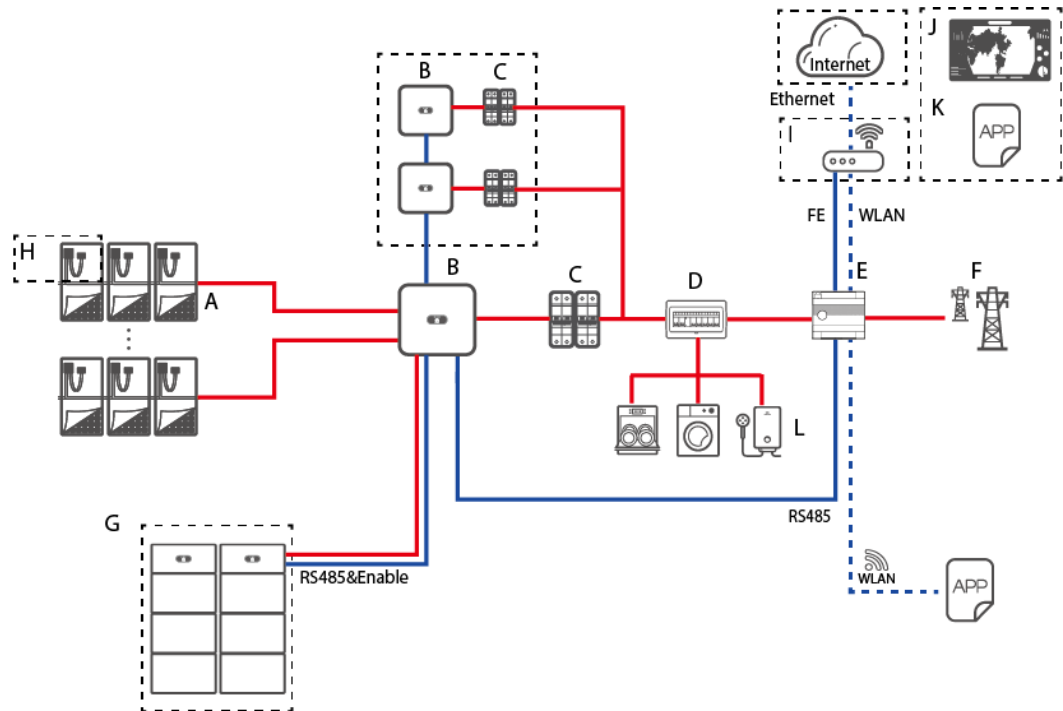 J
B
C
Internet
Ethernet
K
APP
I
FE
WLAN
H
A
B
C
D
E
F
L
G
RS485
RS485&Enable
WLAN
APP